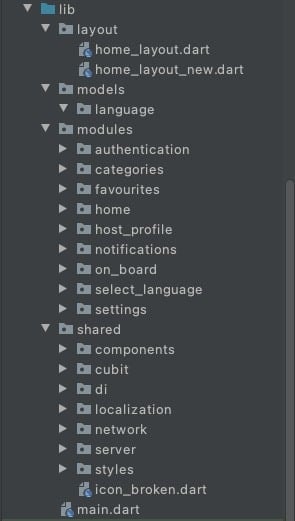 lib
layout
home_layout.dart
home_layout_new.dart
models
language
modules
authentication
categories
favourites
home
host_profile
notifications
on_board
select_language
settings
shared
components
cubit
di
localization
network
server
styles
icon_broken.dart
main.dart